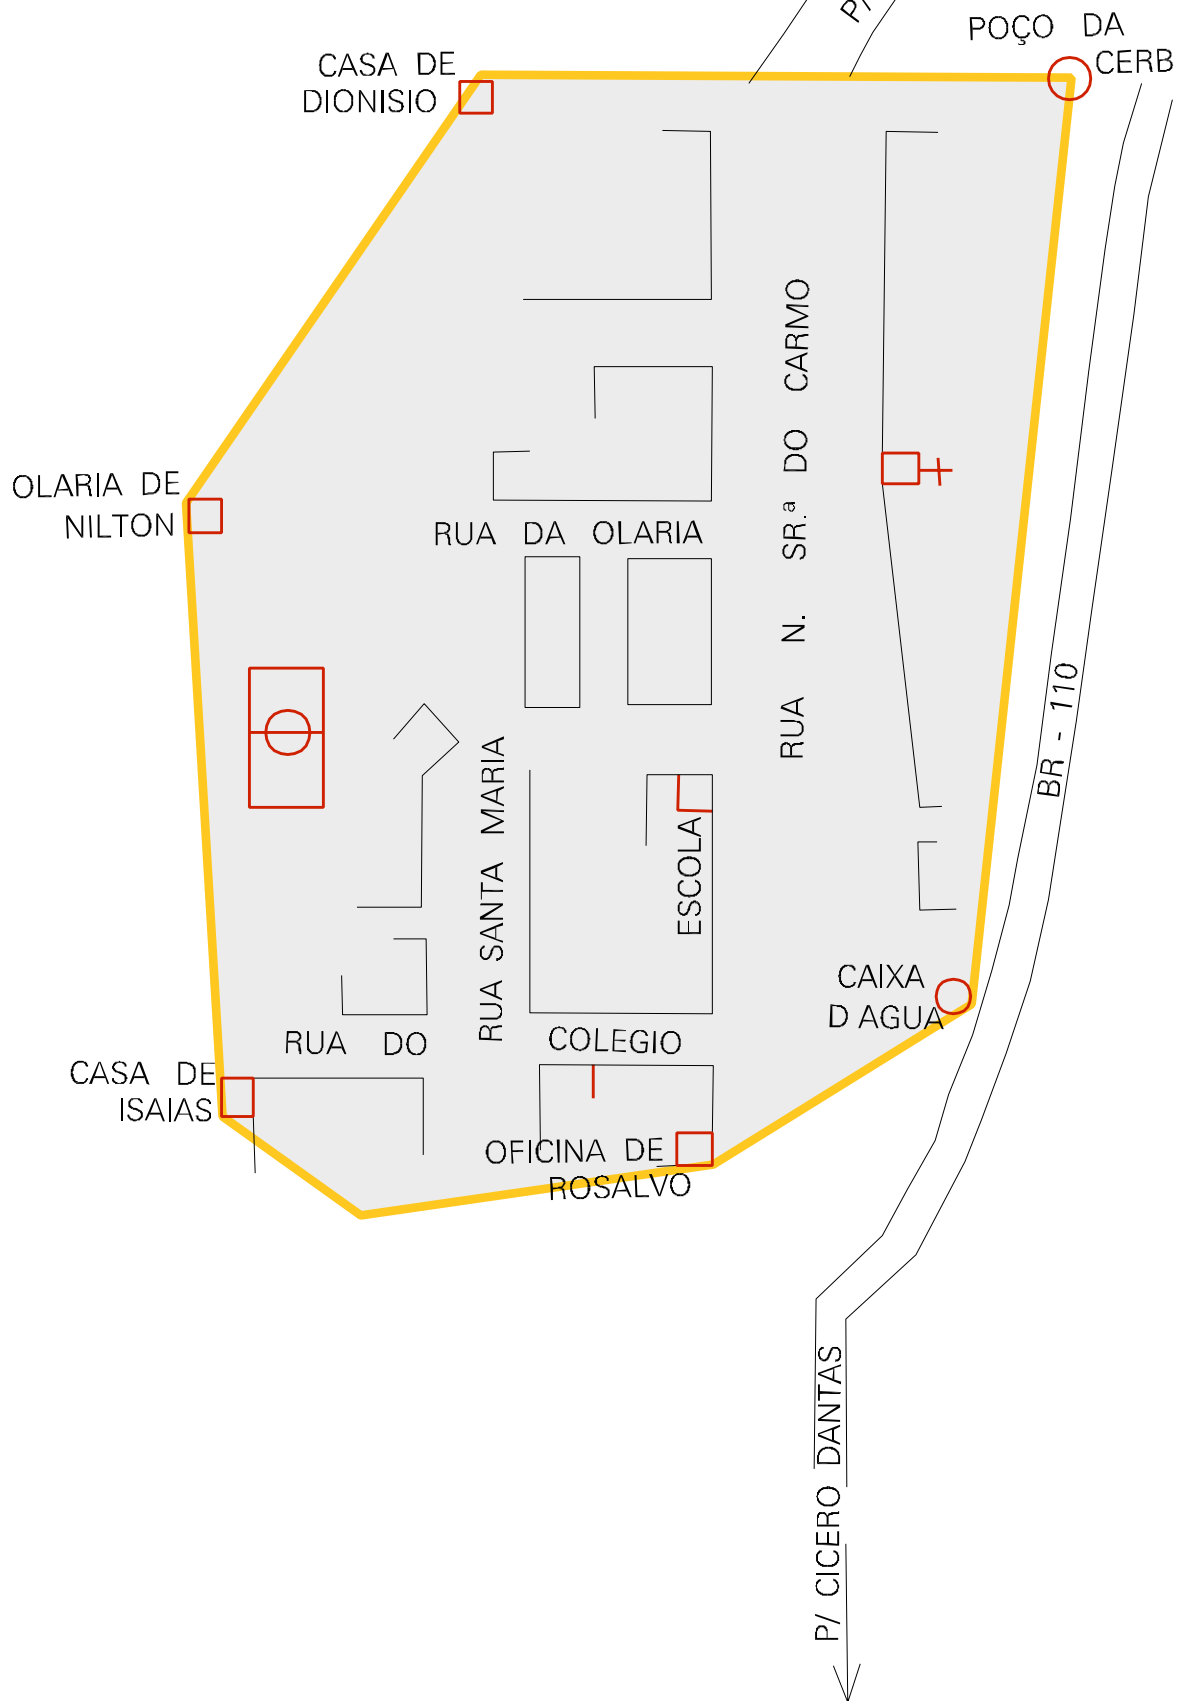 P/
POÇO DA
CERB
CASA DE
DIONISIO
RUA N. SR.ª DO CARMO
OLARIA DE
NILTON
RUA DA OLARIA
BR - 110
RUA SANTA MARIA
ESCOLA
CAIXA
D AGUA
RUA DO COLEGIO
CASA DE
ISAIAS
OFICINA DE
ROSALVO
P/ CICERO DANTAS